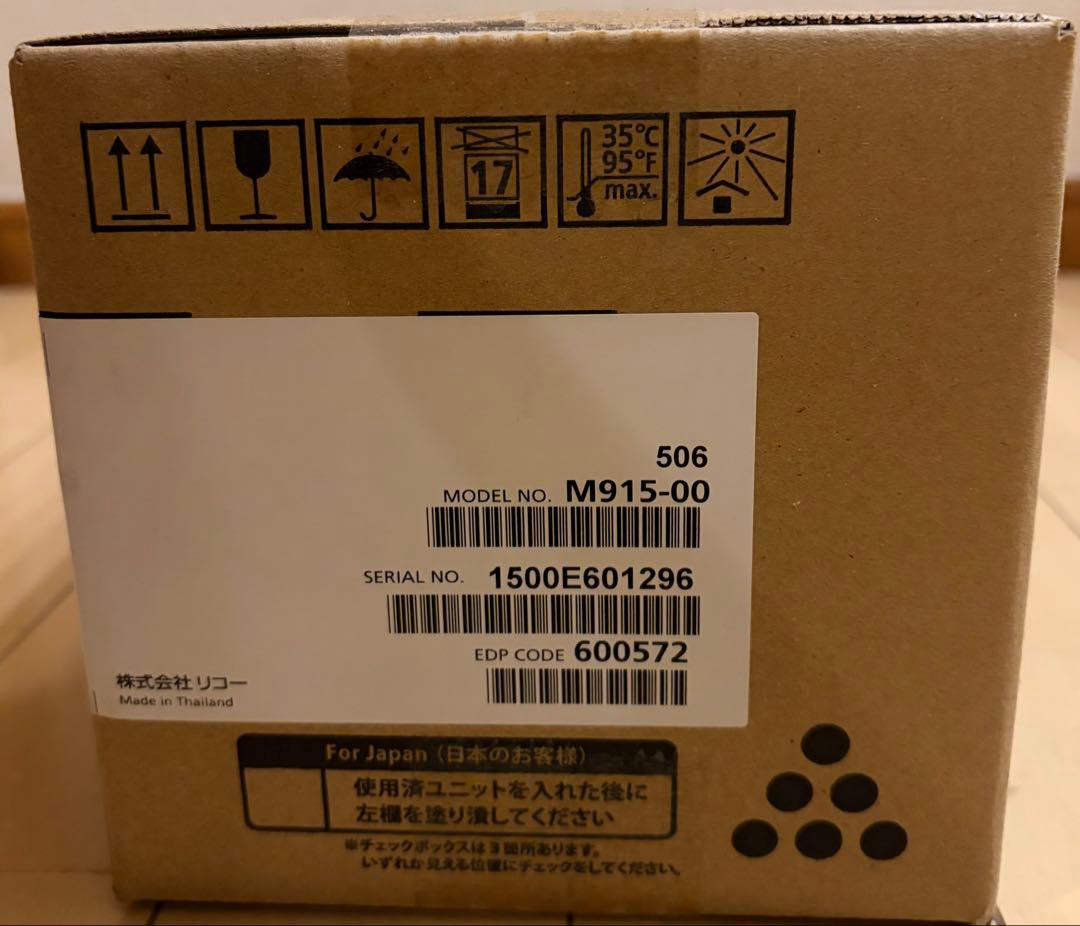 35°C
95°F
max.
17
506
MODEL NO. M915-00
SERIAL NO. 1500E601296
EDP CODE 600572
株式会社リコー
Made in Thailand
For Japan（日本のお客様）
使用済ユニットを入れた後に
左欄を塗り潰してください
※チェックボックスは3箇所あります。
いずれか見える位置にチェックをしてください。